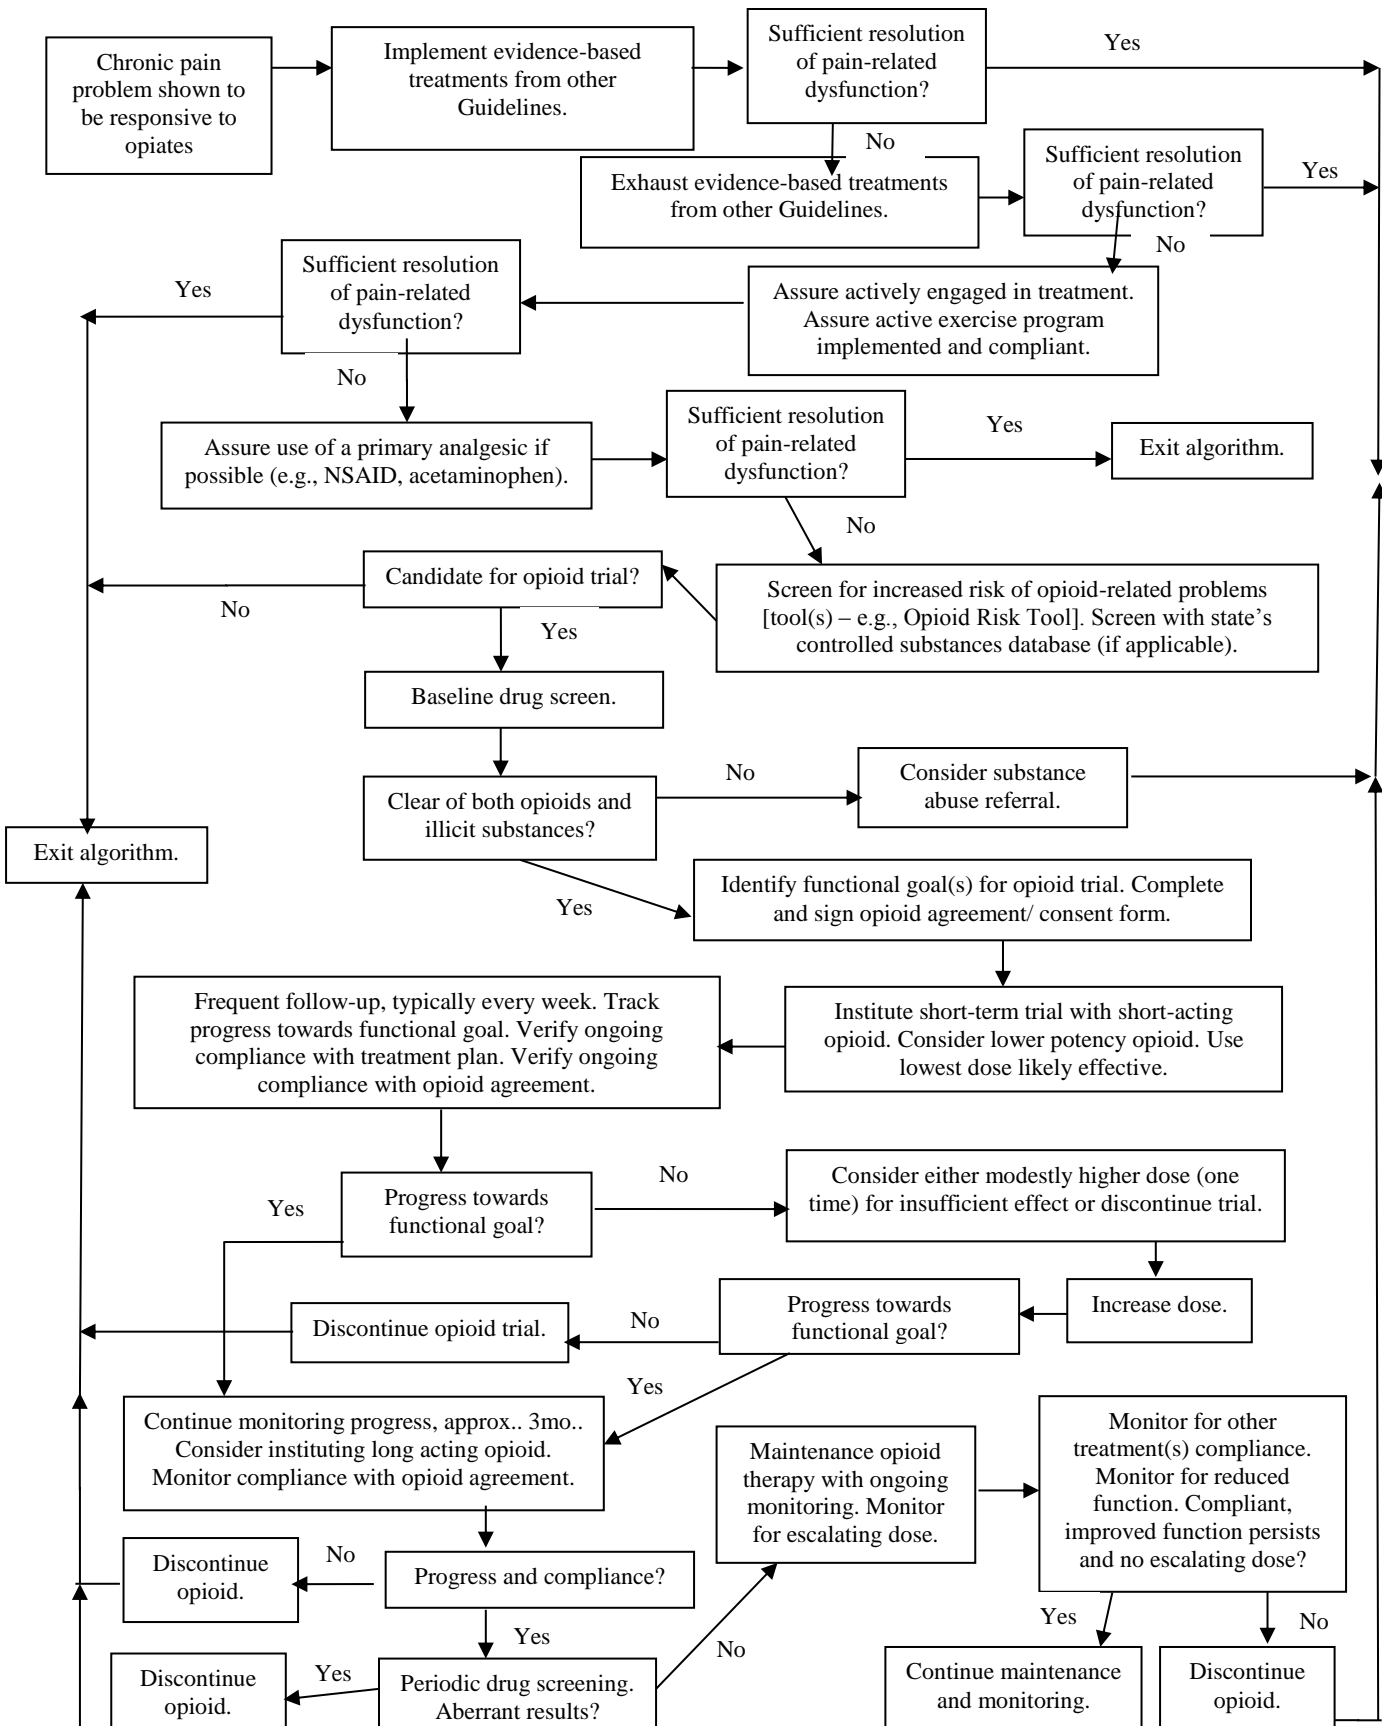 Chronic pain
problem shown to
be responsive to
opiates
Implement evidence-based
treatments from other
Guidelines.
Sufficient resolution
of pain-related
dysfunction?
Yes
No
Exhaust evidence-based treatments
from other Guidelines.
Sufficient resolution
of pain-related
dysfunction?
Yes
No
Assure actively engaged in treatment.
Assure active exercise program
implemented and compliant.
Sufficient resolution
of pain-related
dysfunction?
Yes
No
Assure use of a primary analgesic if
possible (e.g., NSAID, acetaminophen).
Sufficient resolution
of pain-related
dysfunction?
Yes
Exit algorithm.
No
Screen for increased risk of opioid-related problems
[tool(s) – e.g., Opioid Risk Tool]. Screen with state’s
controlled substances database (if applicable).
Candidate for opioid trial?
No
Yes
Baseline drug screen.
Clear of both opioids and
illicit substances?
No
Consider substance
abuse referral.
Exit algorithm.
Yes
Identify functional goal(s) for opioid trial. Complete
and sign opioid agreement/ consent form.
Institute short-term trial with short-acting
opioid. Consider lower potency opioid. Use
lowest dose likely effective.
Frequent follow-up, typically every week. Track
progress towards functional goal. Verify ongoing
compliance with treatment plan. Verify ongoing
compliance with opioid agreement.
Progress towards
functional goal?
Yes
No
Consider either modestly higher dose (one
time) for insufficient effect or discontinue trial.
Increase dose.
Progress towards
functional goal?
No
Discontinue opioid trial.
Yes
Continue monitoring progress, approx.. 3mo..
Consider instituting long acting opioid.
Monitor compliance with opioid agreement.
Progress and compliance?
No
Discontinue
opioid.
Yes
Periodic drug screening.
Aberrant results?
Yes
Discontinue
opioid.
No
Maintenance opioid
therapy with ongoing
monitoring. Monitor
for escalating dose.
Monitor for other
treatment(s) compliance.
Monitor for reduced
function. Compliant,
improved function persists
and no escalating dose?
Yes
No
Continue maintenance
and monitoring.
Discontinue
opioid.